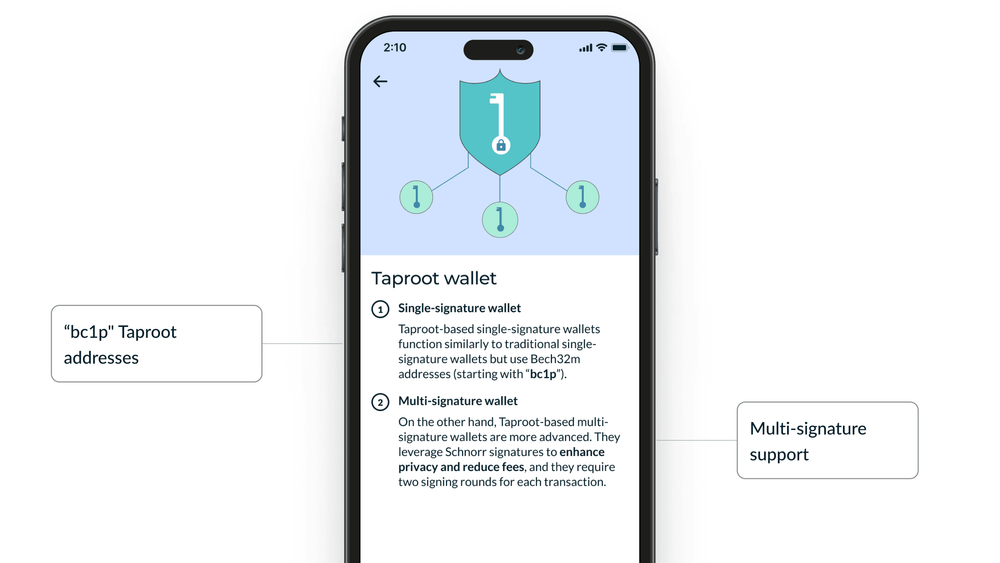 2:10
Taproot wallet
1 Single-signature wallet
Taproot-based single-signature wallets
function similarly to traditional single-
signature wallets but use Bech32m
addresses (starting with “bc1p”).
2 Multi-signature wallet
On the other hand, Taproot-based multi-
signature wallets are more advanced. They
leverage Schnorr signatures to enhance
privacy and reduce fees, and they require
two signing rounds for each transaction.
“bc1p" Taproot
addresses
Multi-signature
support